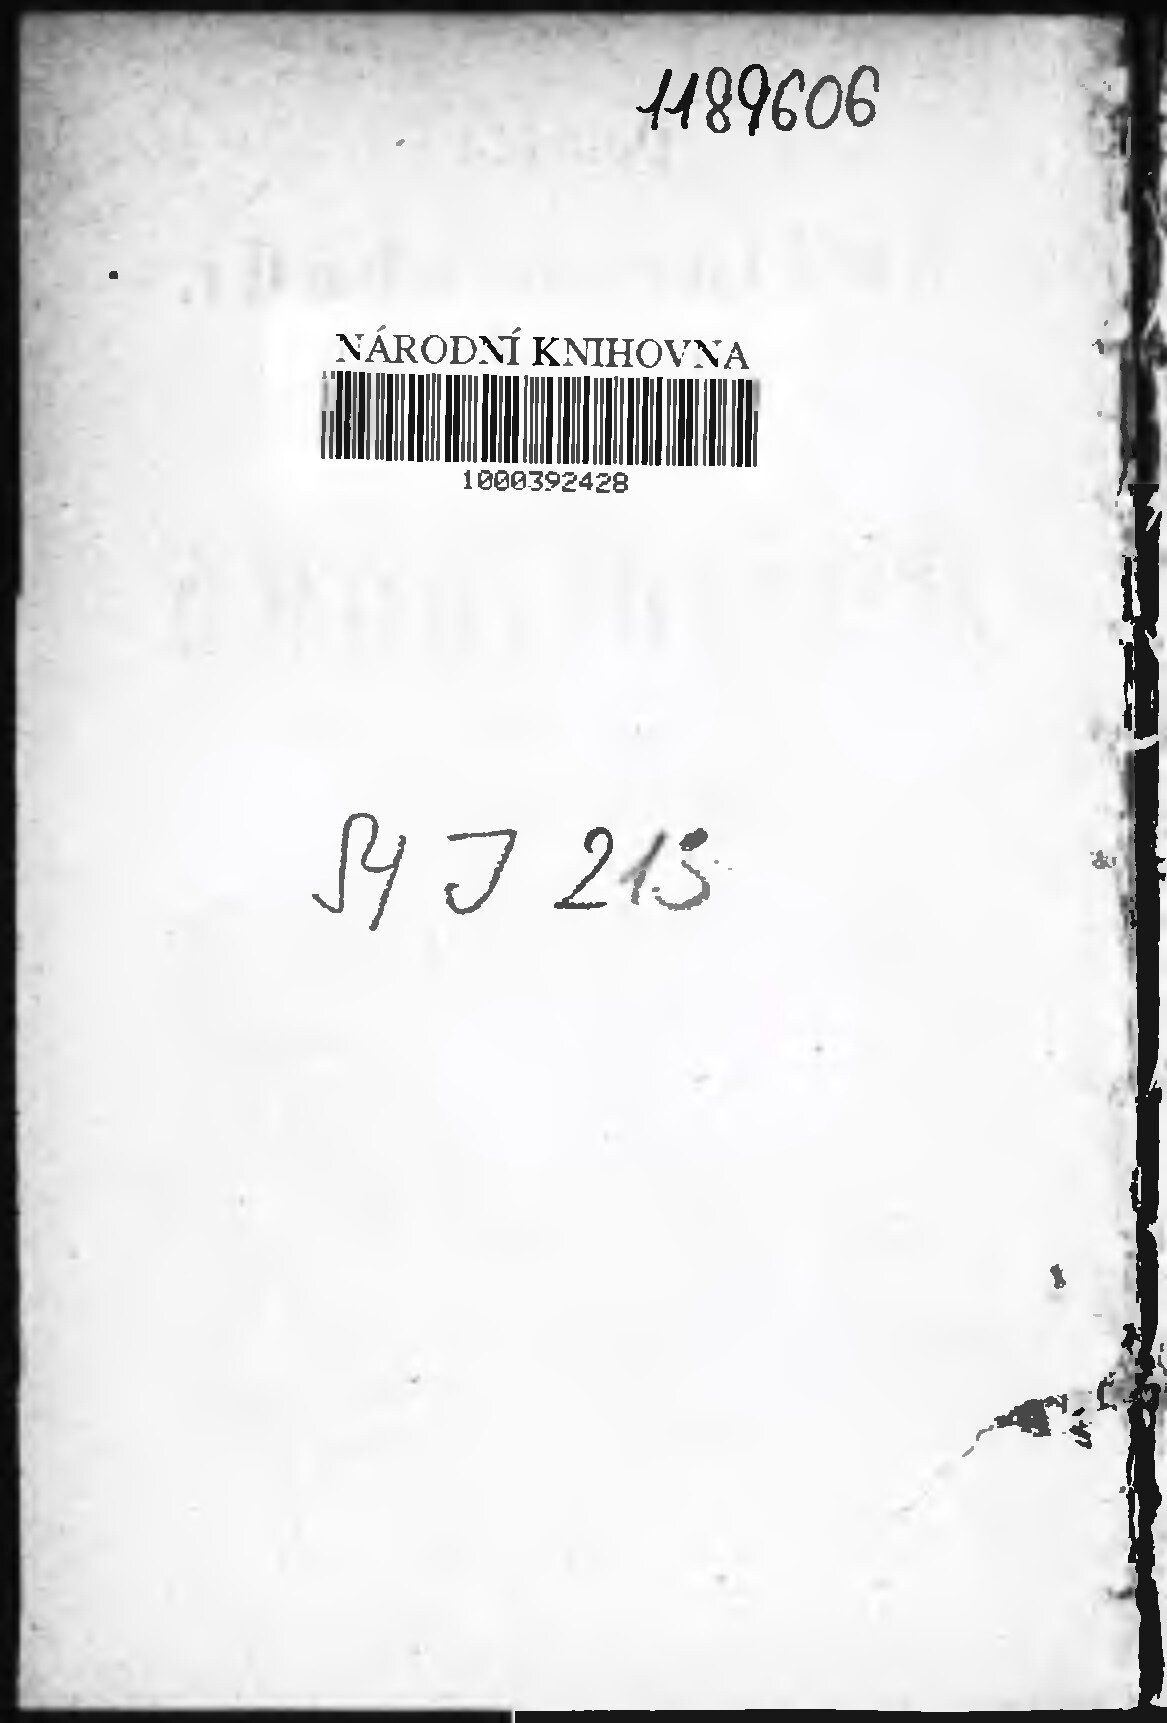 1189606
NÁRODNÍ KNIHOVNA
1000392428
54 J 213